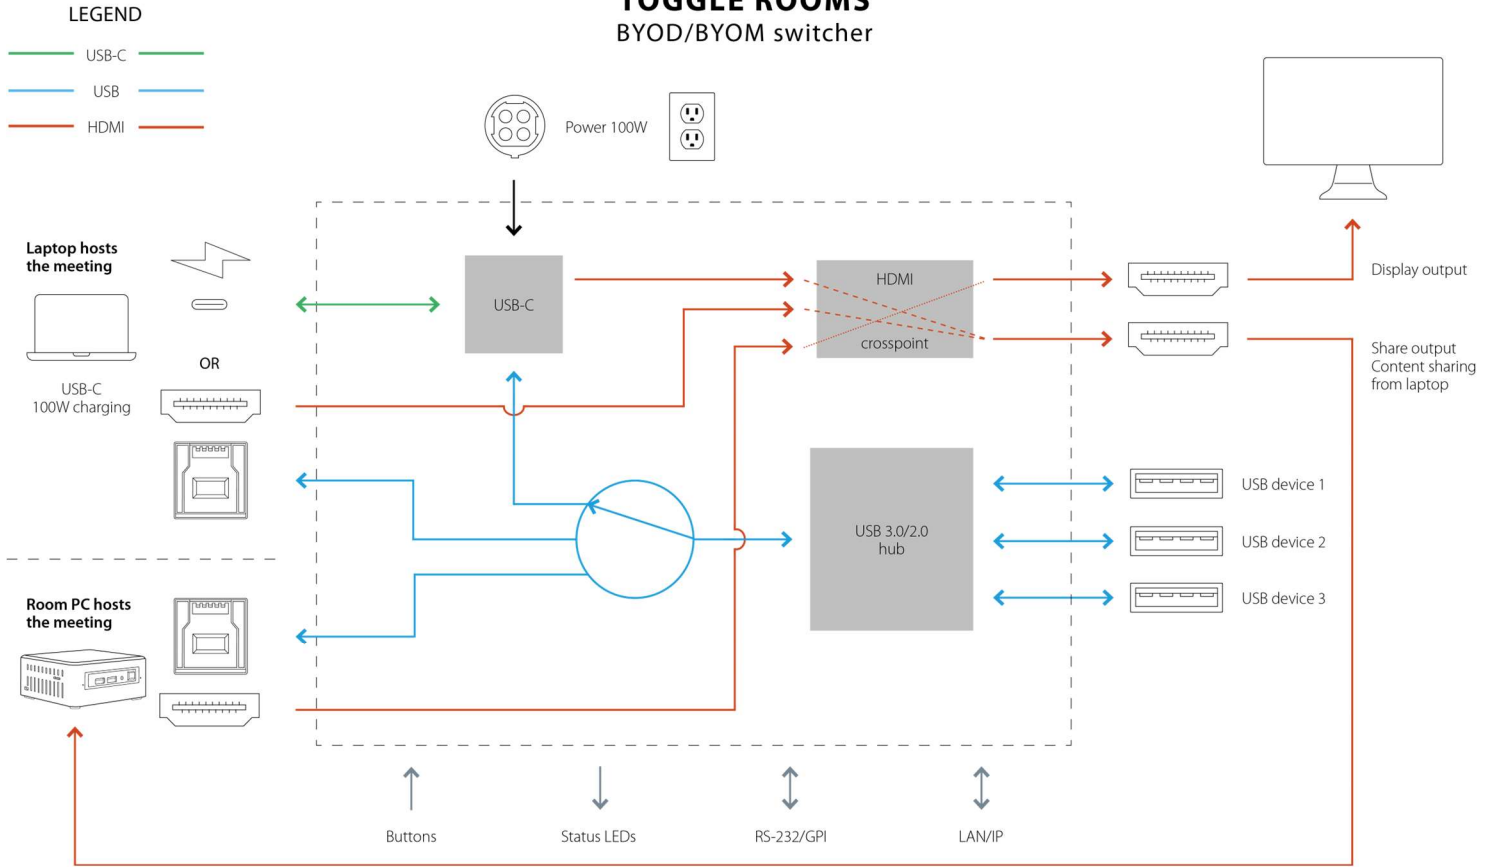 LEGEND
TOGGLE ROOMS
BYOD/BYOM switcher
USB-C
USB
HDMI
Power 100W
Laptop hosts
the meeting
USB-C
HDMI
crosspoint
Display output
OR
USB-C
100W charging
Share output
Content sharing
from laptop
USB 3.0/2.0
hub
USB device 1
USB device 2
USB device 3
Room PC hosts
the meeting
Buttons
Status LEDs
RS-232/GPI
LAN/IP